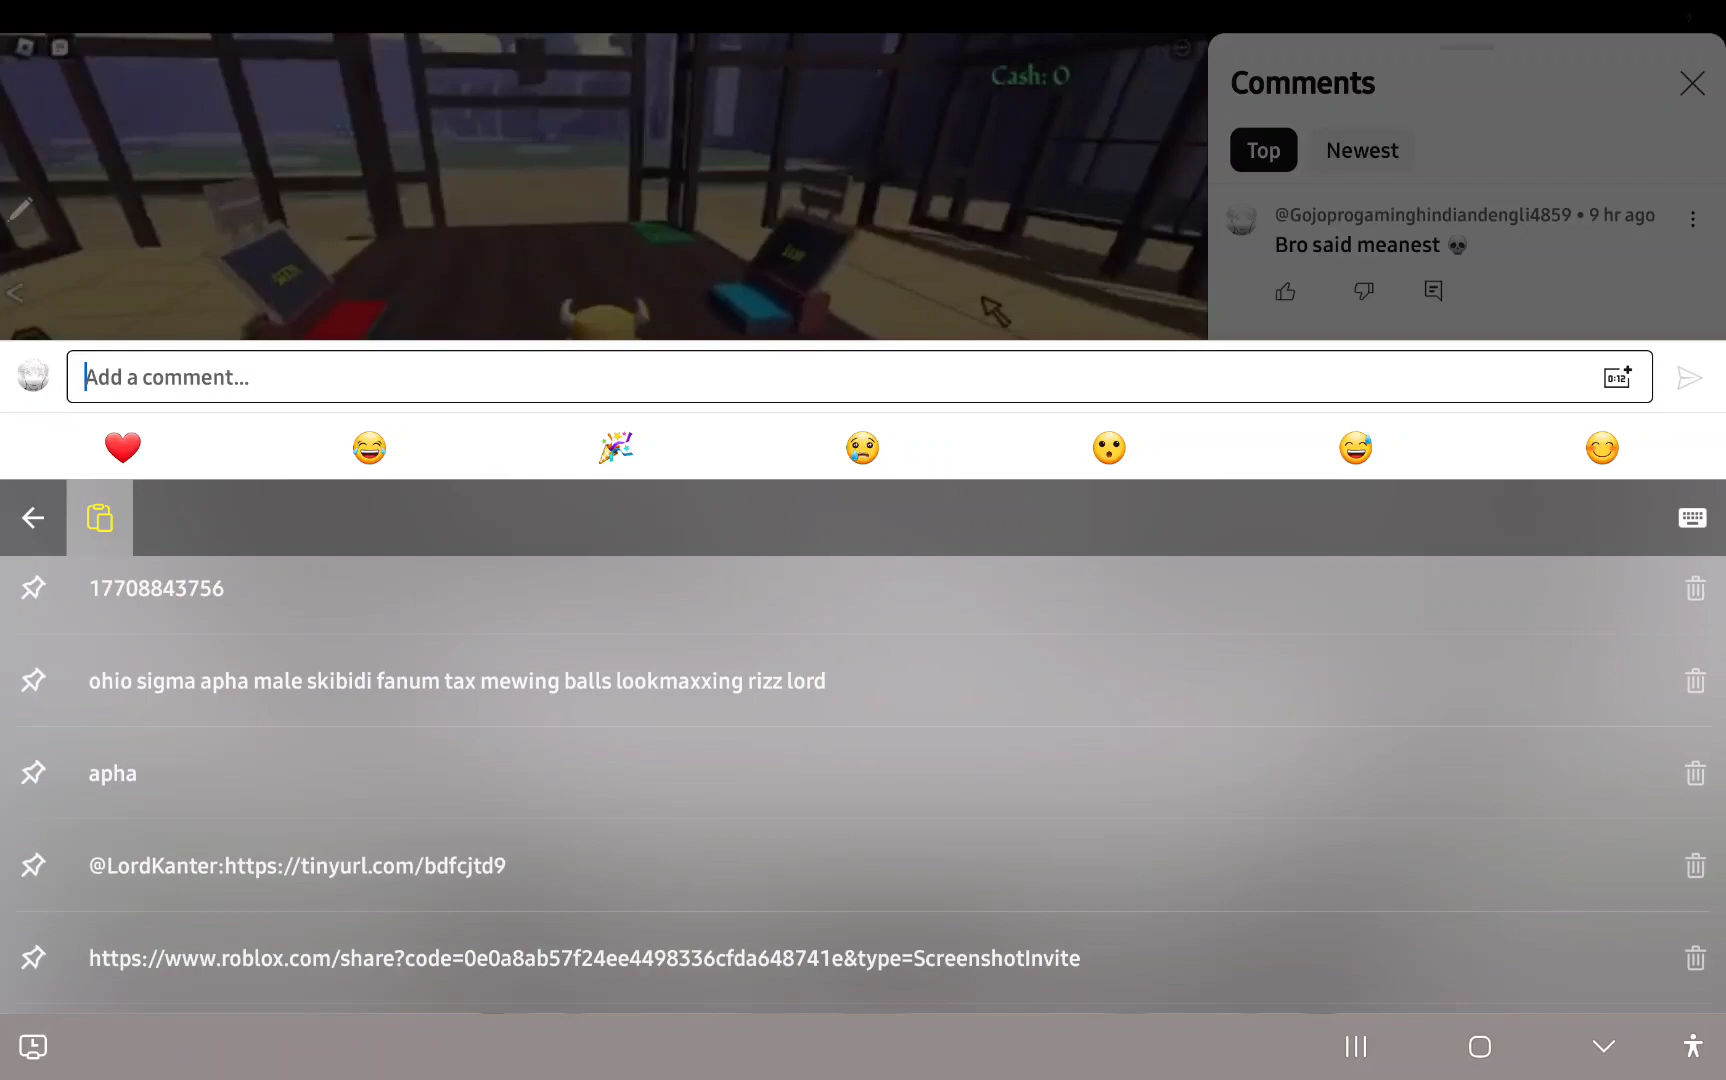 Cash: 0
Comments
Top
Newest
@Gojoprogaminghindiandengli4859 • 9 hr ago
Bro said meanest 💀
Add a comment...
0:12
17708843756
ohio sigma apha male skibidi fanum tax mewing balls lookmaxxing rizz lord
apha
@LordKanter:https://tinyurl.com/bdfcjtd9
https://www.roblox.com/share?code=0e0a8ab57f24ee4498336cfda648741e&type=ScreenshotInvite